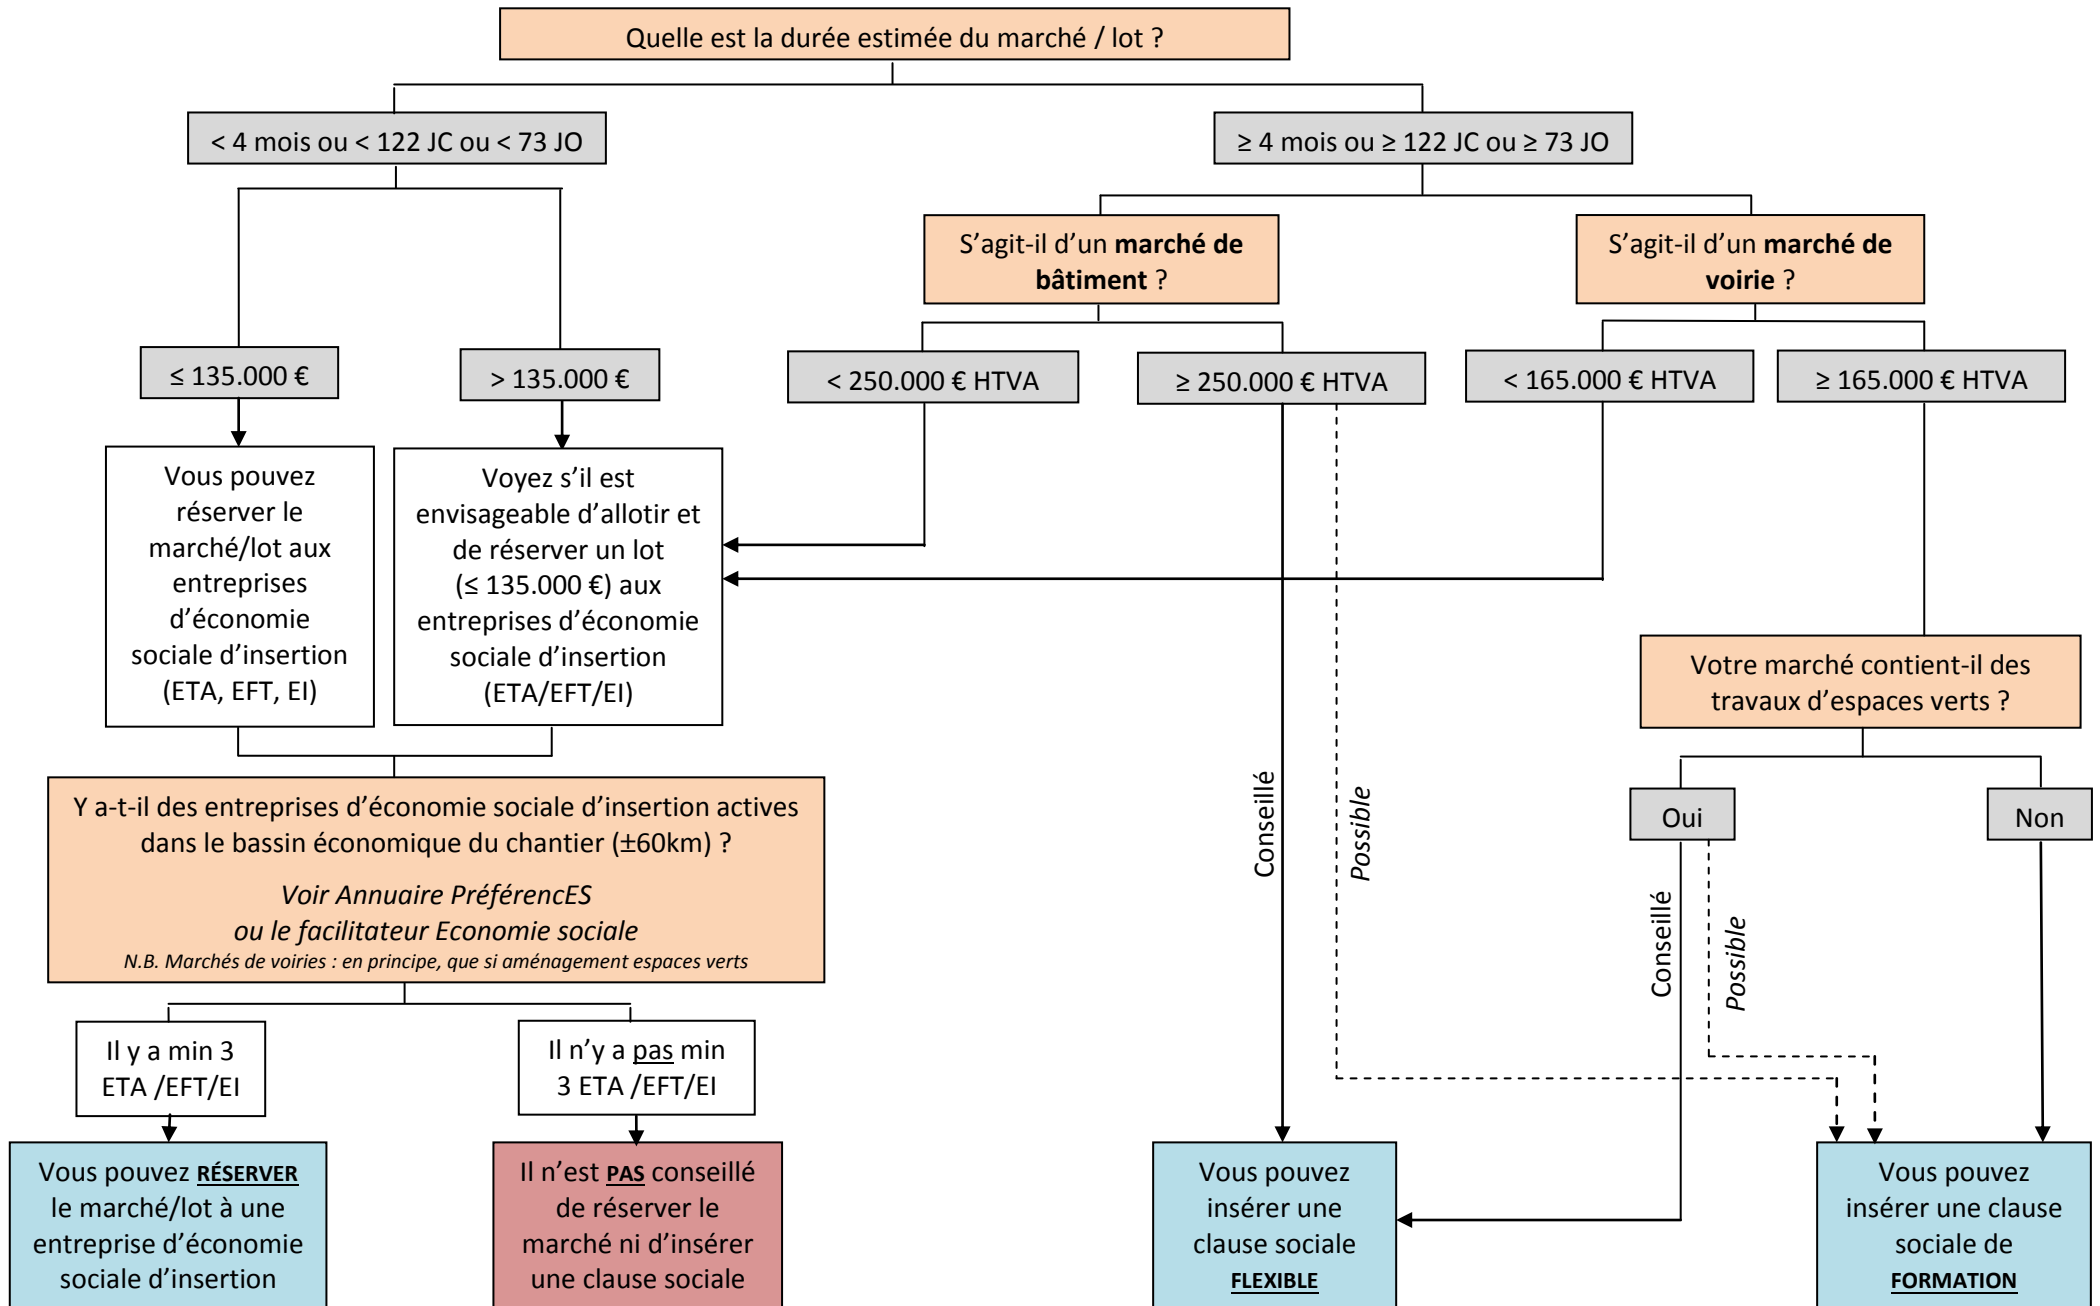 Quelle est la durée estimée du marché / lot ?
< 4 mois ou < 122 JC ou < 73 JO
≥ 4 mois ou ≥ 122 JC ou ≥ 73 JO
S’agit-il d’un marché de
bâtiment ?
S’agit-il d’un marché de
voirie ?
≤ 135.000 €
> 135.000 €
< 250.000 € HTVA
≥ 250.000 € HTVA
< 165.000 € HTVA
≥ 165.000 € HTVA
Vous pouvez
réserver le
marché/lot aux
entreprises
d’économie
sociale d’insertion
(ETA, EFT, EI)
Voyez s’il est
envisageable d’allotir et
de réserver un lot
(≤ 135.000 €) aux
entreprises d’économie
sociale d’insertion
(ETA/EFT/EI)
Votre marché contient-il des
travaux d’espaces verts ?
Oui
Non
Conseillé
Possible
Conseillé
Possible
Y a-t-il des entreprises d’économie sociale d’insertion actives
dans le bassin économique du chantier (±60km) ?
Voir Annuaire PréférencES
ou le facilitateur Economie sociale
N.B. Marchés de voiries : en principe, que si aménagement espaces verts
Il y a min 3
ETA /EFT/EI
Il n’y a pas min
3 ETA /EFT/EI
Vous pouvez RÉSERVER
le marché/lot à une
entreprise d’économie
sociale d’insertion
Il n’est PAS conseillé
de réserver le
marché ni d’insérer
une clause sociale
Vous pouvez
insérer une
clause sociale
FLEXIBLE
Vous pouvez
insérer une clause
sociale de
FORMATION